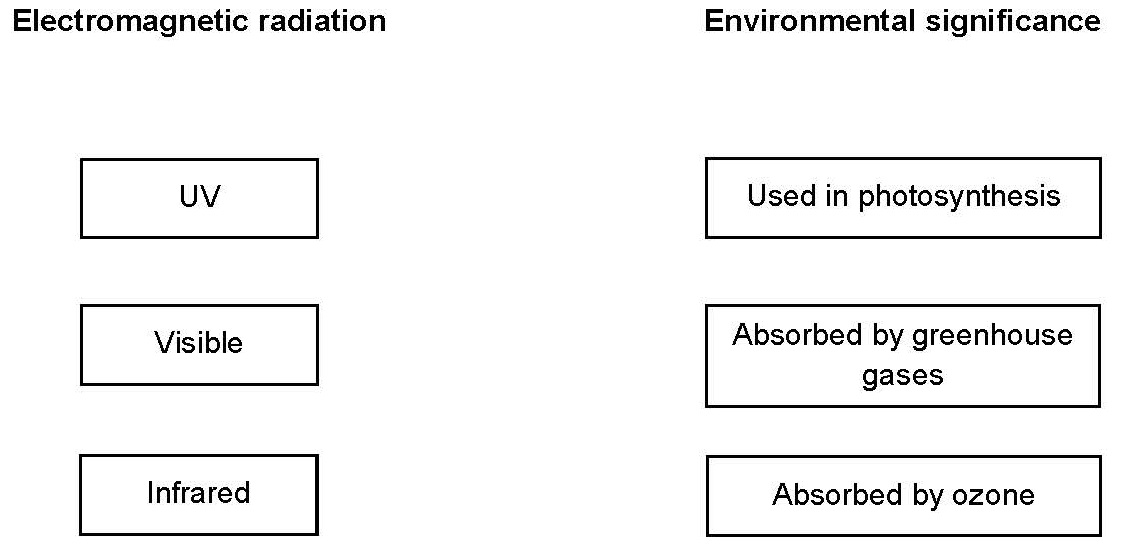 Electromagnetic radiation
Environmental significance
UV
Used in photosynthesis
Visible
Absorbed by greenhouse
gases
Infrared
Absorbed by ozone